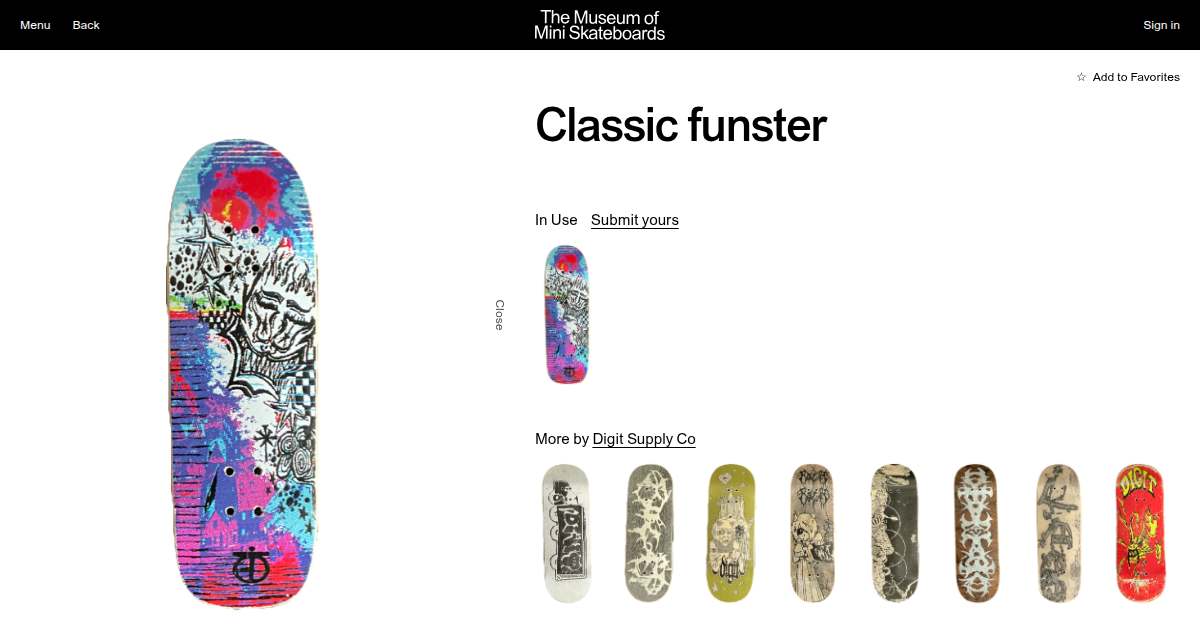 Menu
Back
The Museum of
Mini Skateboards
Sign in
☆ Add to Favorites
Classic funster
In Use
Submit yours
Close
More by Digit Supply Co
DIGIT